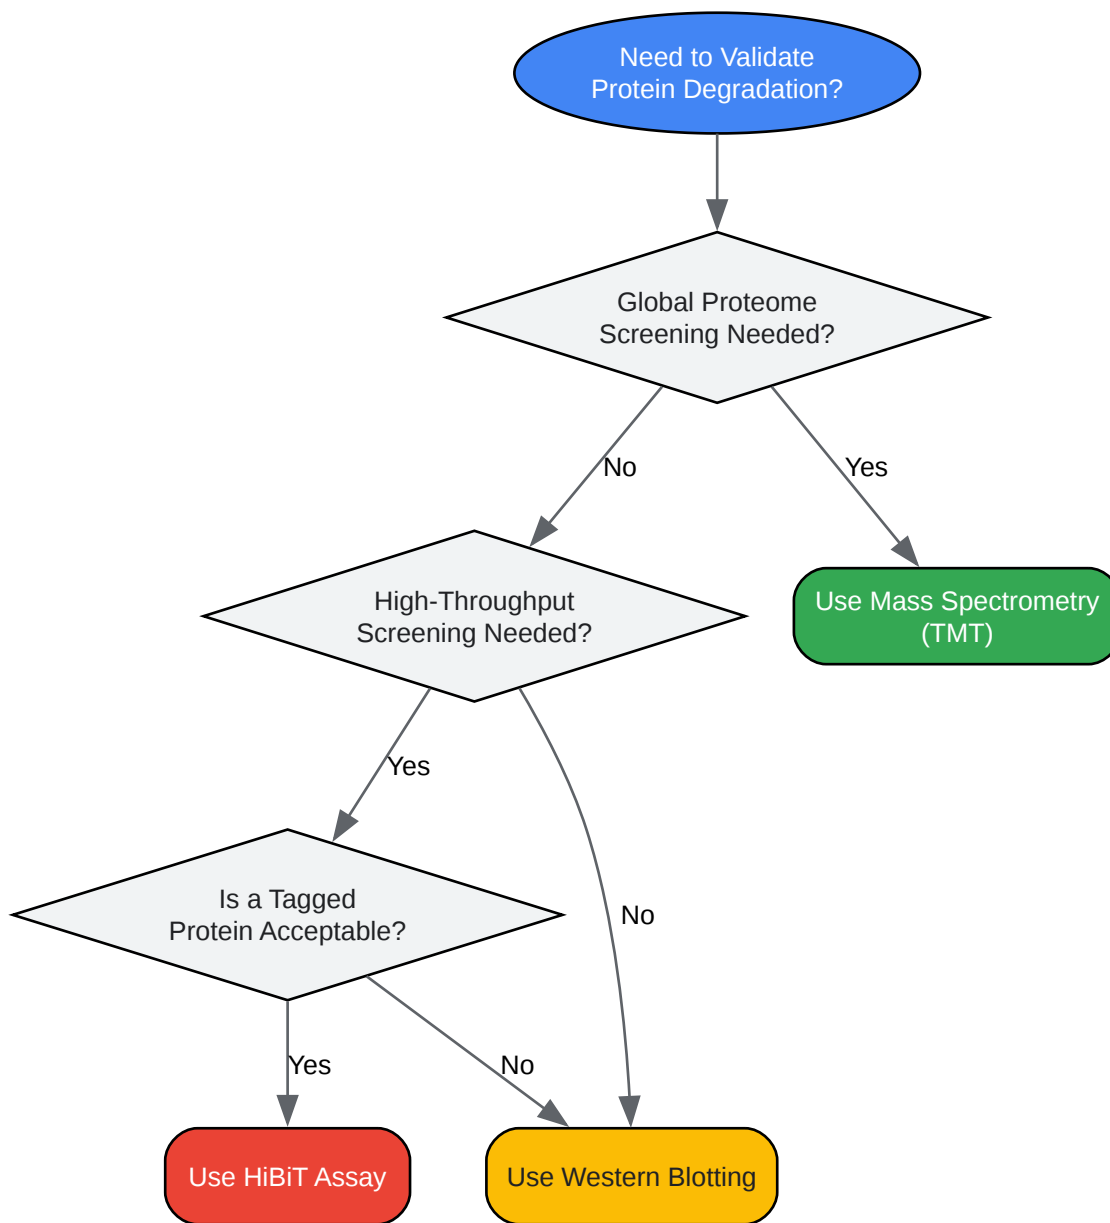 Need to Validate
Protein Degradation?
Global Proteome
Screening Needed?
No
Yes
High-Throughput
Screening Needed?
Use Mass Spectrometry
(TMT)
Yes
No
Is a Tagged
Protein Acceptable?
Yes
No
Use HiBiT Assay
Use Western Blotting